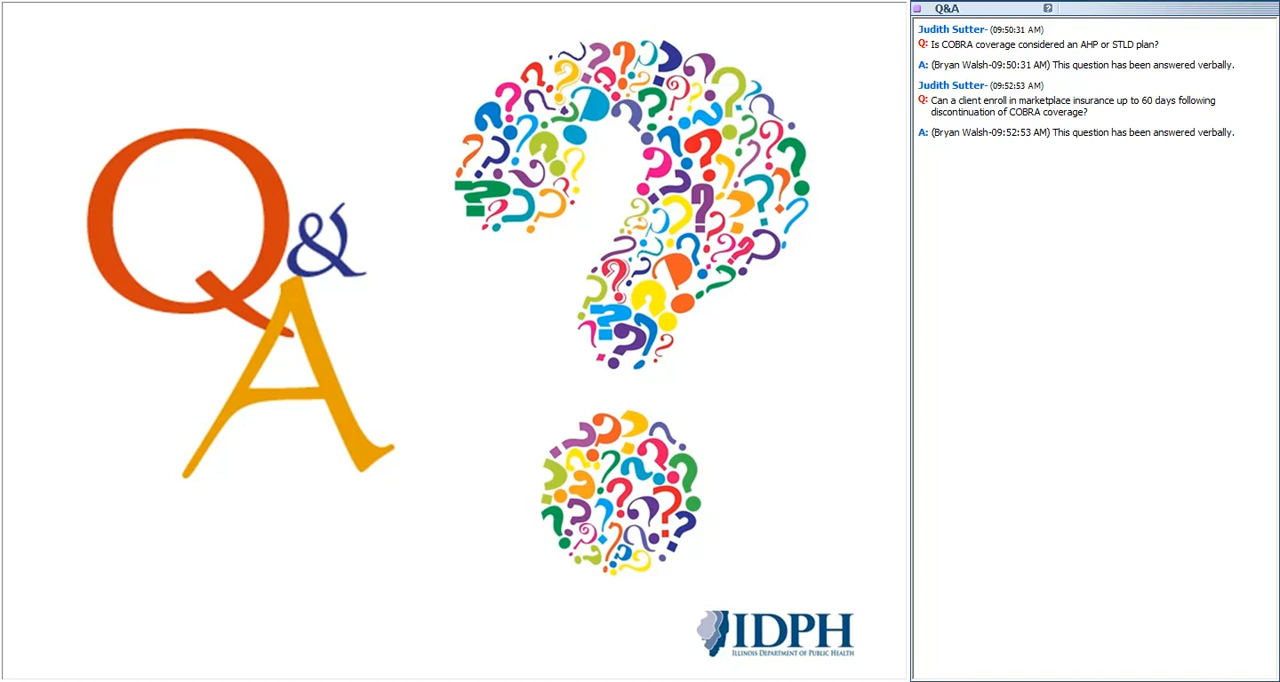 Q&A
IDPH
ILLINOIS DEPARTMENT OF PUBLIC HEALTH
Q&A
Judith Sutter- (09:50:31 AM)
Q: Is COBRA coverage considered an AHP or STLD plan?
A: (Bryan Walsh-09:50:31 AM) This question has been answered verbally.
Judith Sutter- (09:52:53 AM)
Q: Can a client enroll in marketplace insurance up to 60 days following
discontinuation of COBRA coverage?
A: (Bryan Walsh-09:52:53 AM) This question has been answered verbally.